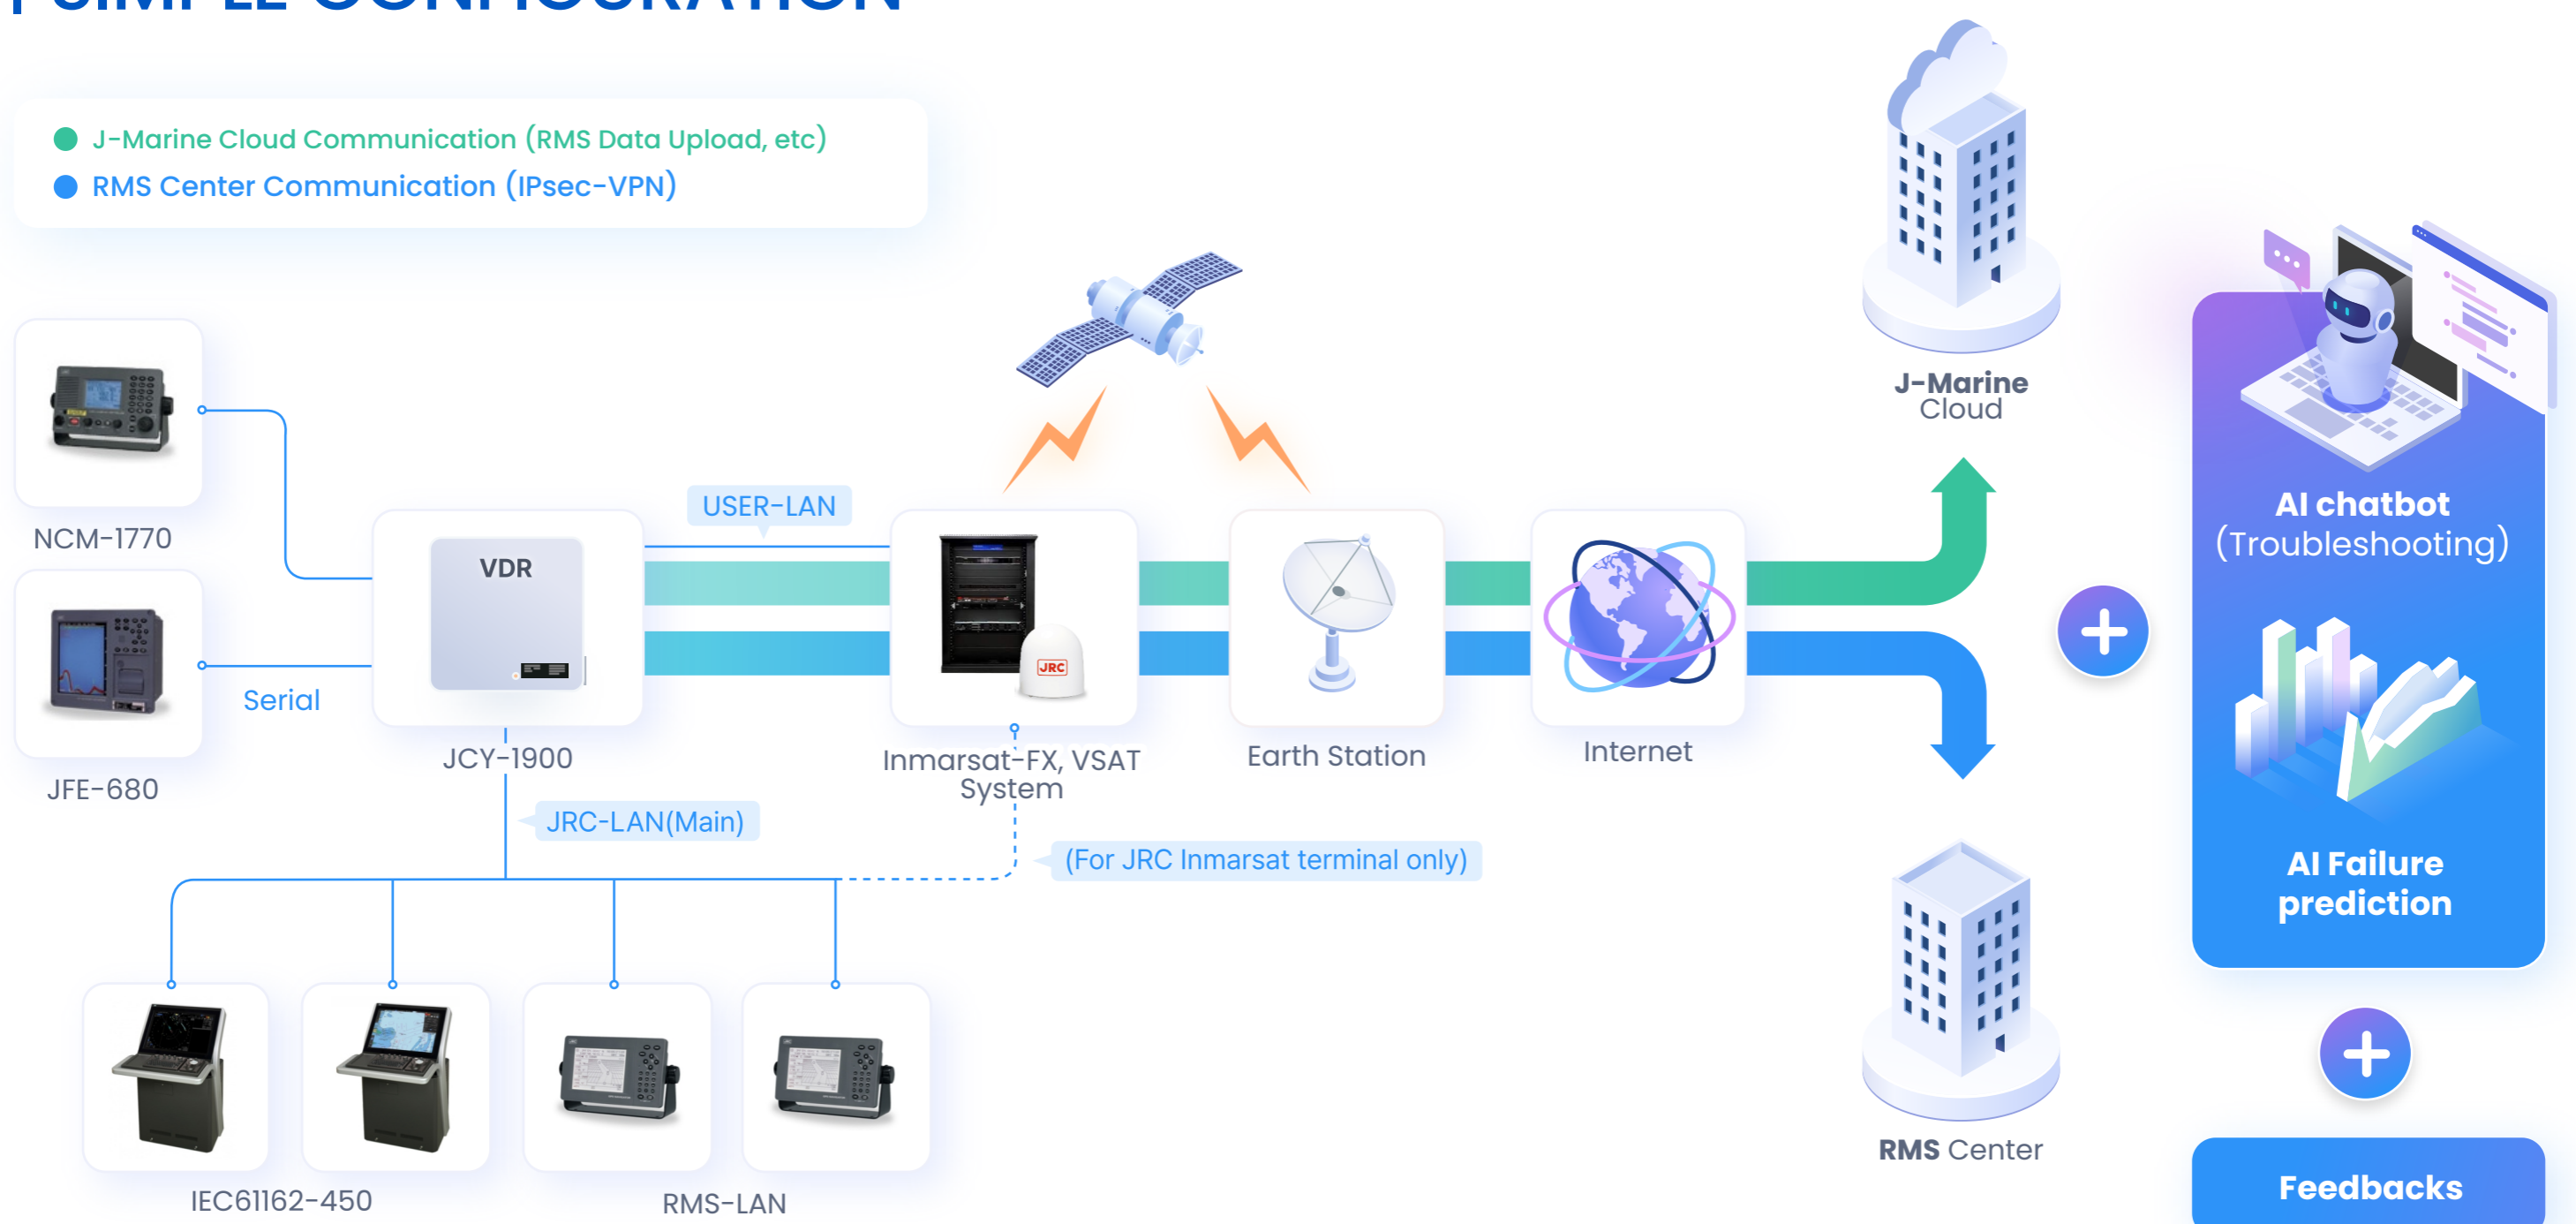 SIMPLE CONFIGURATION
J-Marine Cloud Communication (RMS Data Upload, etc)
RMS Center Communication (IPsec-VPN)
J-Marine
Cloud
NCM-1770
USER-LAN
VDR
JRC
AI chatbot
(Troubleshooting)
Serial
JFE-680
JCY-1900
Inmarsat-FX, VSAT
System
Earth Station
Internet
JRC-LAN(Main)
(For JRC Inmarsat terminal only)
AI Failure
prediction
IEC61162-450
RMS-LAN
RMS Center
Feedbacks